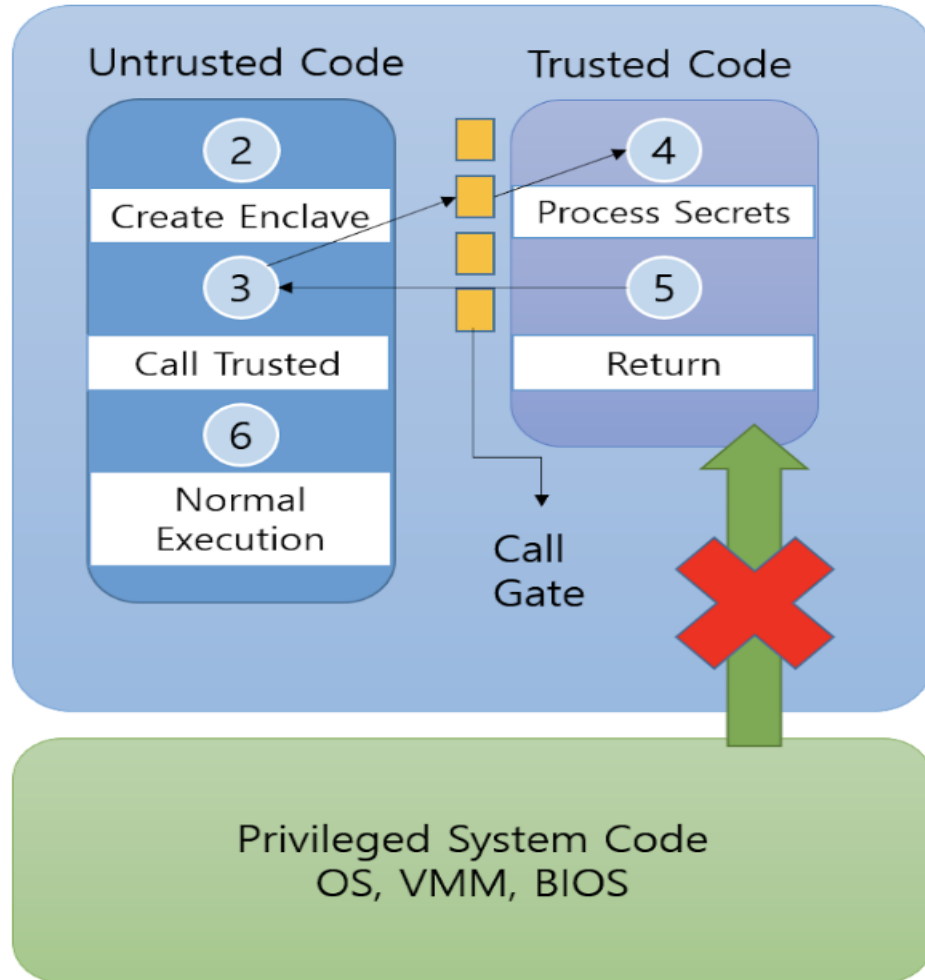 Untrusted Code
Trusted Code
2
Create Enclave
3
Call Trusted
6
Normal
Execution
4
Process Secrets
5
Return
Call
Gate
Privileged System Code
OS, VMM, BIOS